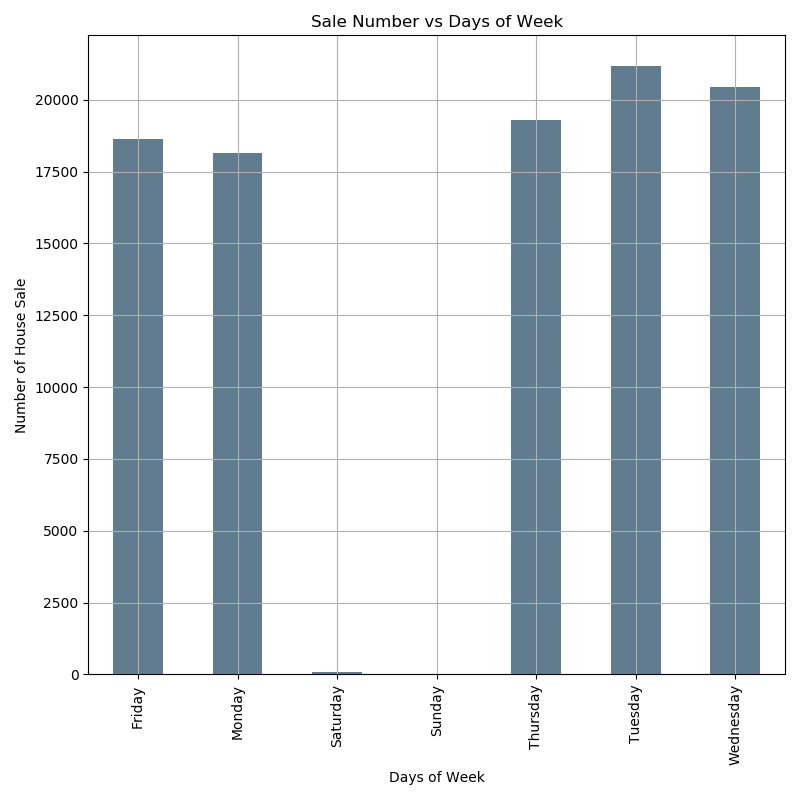 Sale Number vs Days of Week
Number of House Sale
20000
17500
15000
12500
10000
7500
5000
2500
0
Friday
Monday
Saturday
Sunday
Thursday
Tuesday
Wednesday
Days of Week